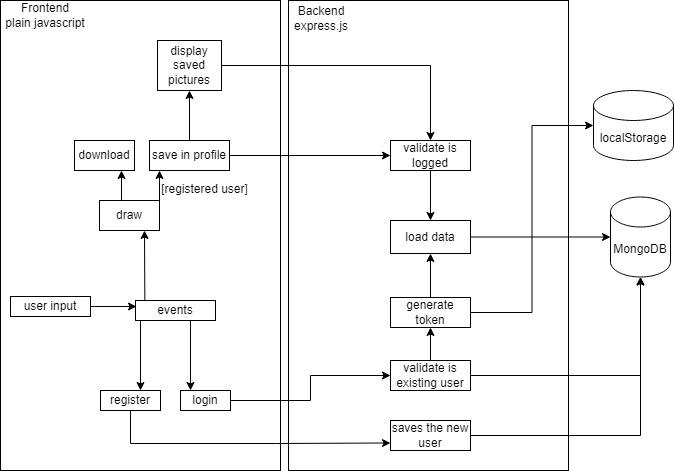 Frontend
plain javascript
Backend
express.js
display
saved
pictures
download
save in profile
validate is
logged
localStorage
[registered user]
draw
load data
MongoDB
user input
events
generate
token
validate is
existing user
register
login
saves the new
user